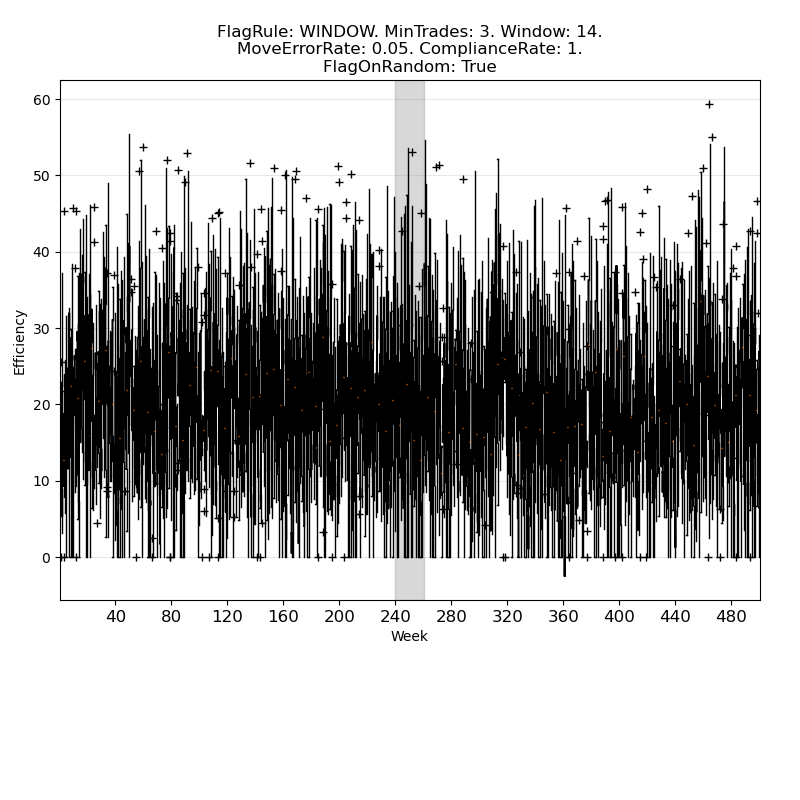 FlagRule: WINDOW. MinTrades: 3. Window: 14.
MoveErrorRate: 0.05. ComplianceRate: 1.
FlagOnRandom: True
60
50
40
30
20
10
0
Efficiency
40 80 120 160 200 240 280 320 360 400 440 480
Week